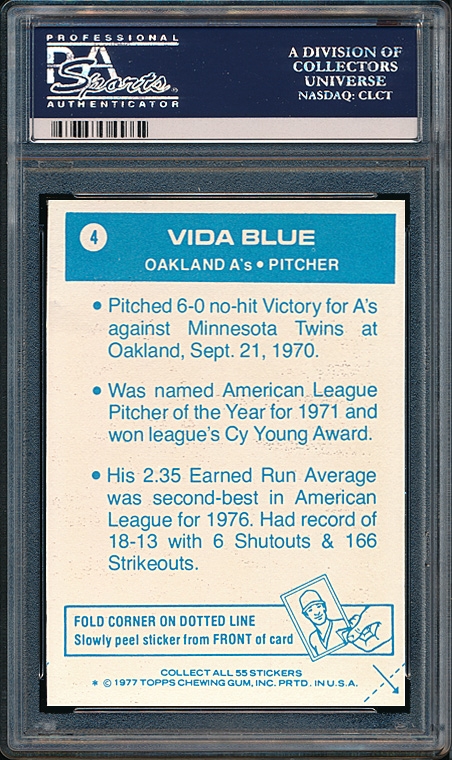 PROFESSIONAL
PSA
Sports
AUTHENTICATOR
A DIVISION OF
COLLECTORS
UNIVERSE
NASDAQ: CLCT
4
VIDA BLUE
OAKLAND A's • PITCHER
• Pitched 6-0 no-hit Victory for A's
against Minnesota Twins at
Oakland, Sept. 21, 1970.
• Was named American League
Pitcher of the Year for 1971 and
won league's Cy Young Award.
• His 2.35 Earned Run Average
was second-best in American
League for 1976. Had record of
18-13 with 6 Shutouts & 166
Strikeouts.
FOLD CORNER ON DOTTED LINE
Slowly peel sticker from FRONT of card
COLLECT ALL 55 STICKERS
* © 1977 TOPPS CHEWING GUM, INC. PRTD. IN U.S.A.